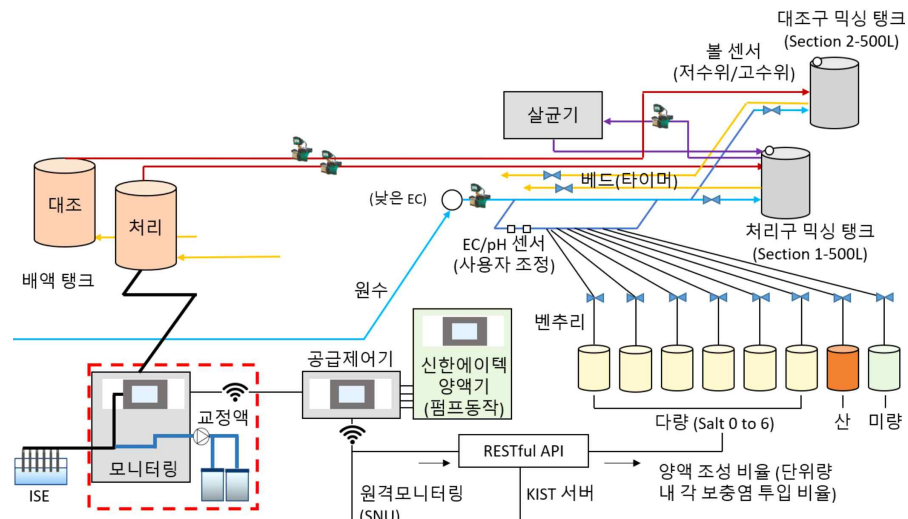 대조구 믹싱 탱크
(Section 2-500L)
볼 센서
(저수위/고수위)
살균기
대조
처리
(낮은 EC)
베드(타이머)
처리구 믹싱 탱크
(Section 1-500L)
EC/pH 센서
(사용자 조정)
배액 탱크
원수
벤추리
공급제어기
신한에이텍
양액기
(펌프동작)
교정액
모니터링
ISE
다량 (Salt 0 to 6)
산
미량
RESTful API
원격모니터링
(SNU)
KIST 서버
양액 조성 비율 (단위량
내 각 보충염 투입 비율)